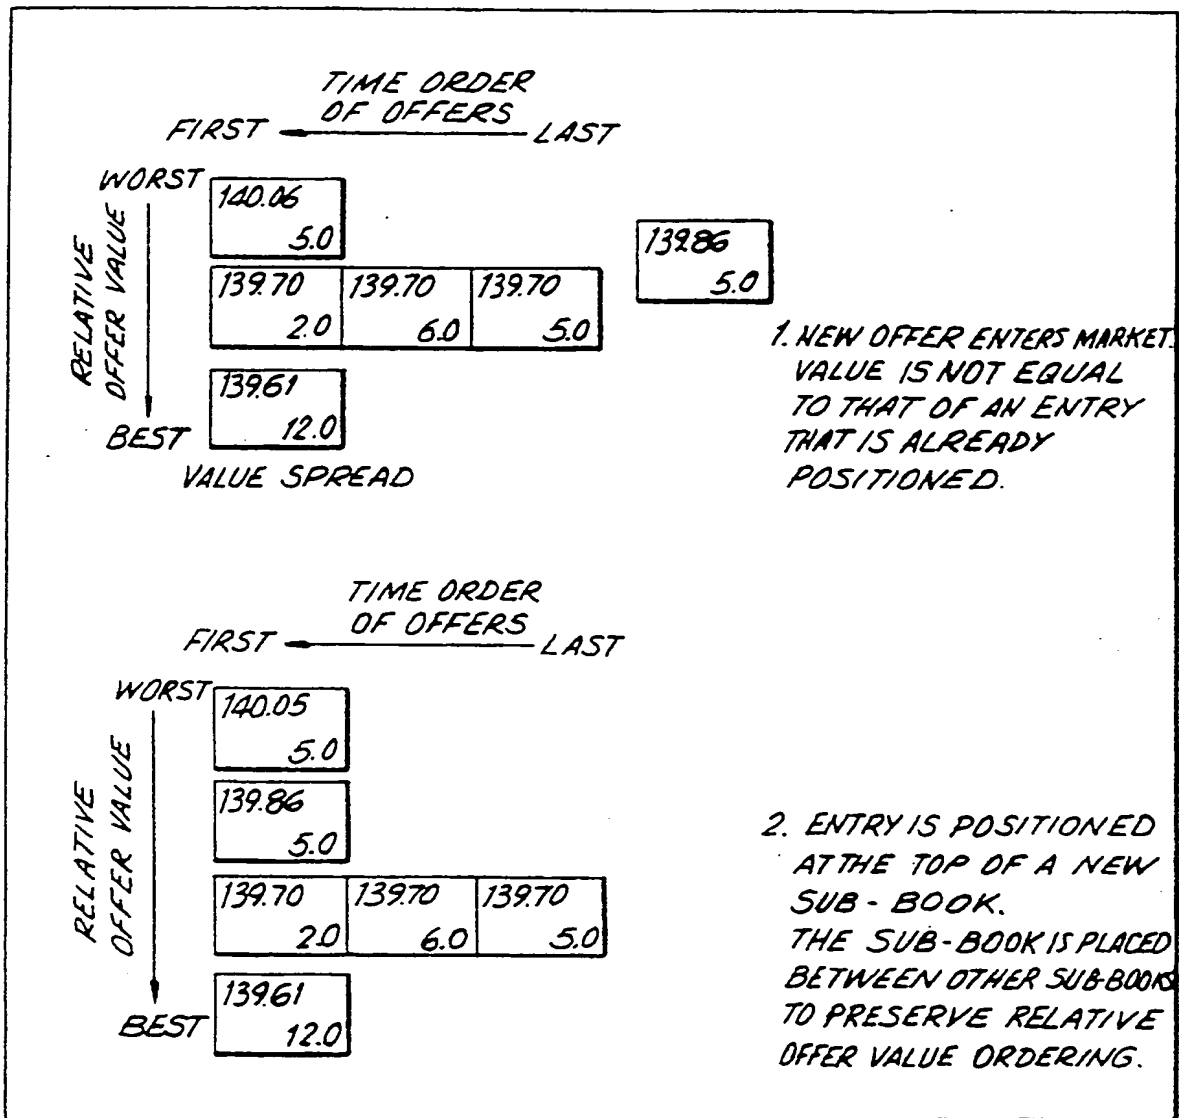 TIME ORDER
OF OFFERS
FIRST LAST
WORST
RELATIVE
OFFER VALUE
BEST
140.06
5.0
139.70 139.70 139.70
2.0 6.0 5.0
139.61
12.0
VALUE SPREAD
139.86
5.0
1. NEW OFFER ENTERS MARKET.
VALUE IS NOT EQUAL
TO THAT OF AN ENTRY
THAT IS ALREADY
POSITIONED.
TIME ORDER
OF OFFERS
FIRST LAST
WORST
RELATIVE
OFFER VALUE
BEST
140.05
5.0
139.86
5.0
139.70 139.70 139.70
2.0 6.0 5.0
139.61
12.0
2. ENTRY IS POSITIONED
AT THE TOP OF A NEW
SUB-BOOK.
THE SUB-BOOK IS PLACED
BETWEEN OTHER SUB-BOOKS
TO PRESERVE RELATIVE
OFFER VALUE ORDERING.